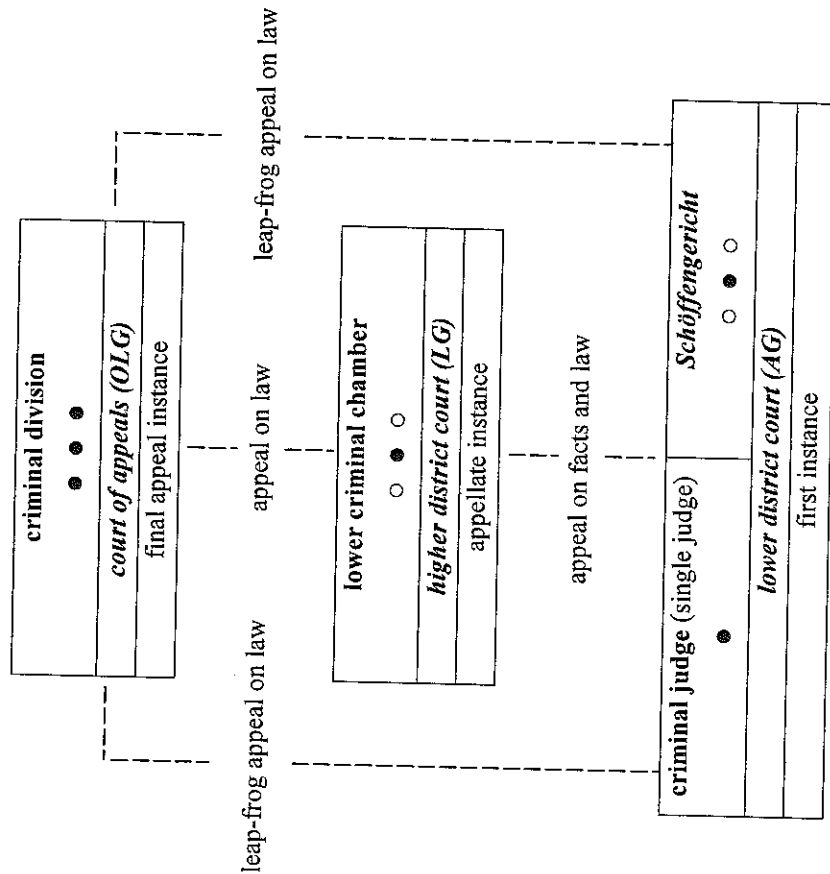 criminal division
court of appeals (OLG)
final appeal instance
leap-frog appeal on law
appeal on law
leap-frog appeal on law
lower criminal chamber
higher district court (LG)
appellate instance
appeal on facts and law
criminal judge (single judge)
Schöffengericht
lower district court (AG)
first instance